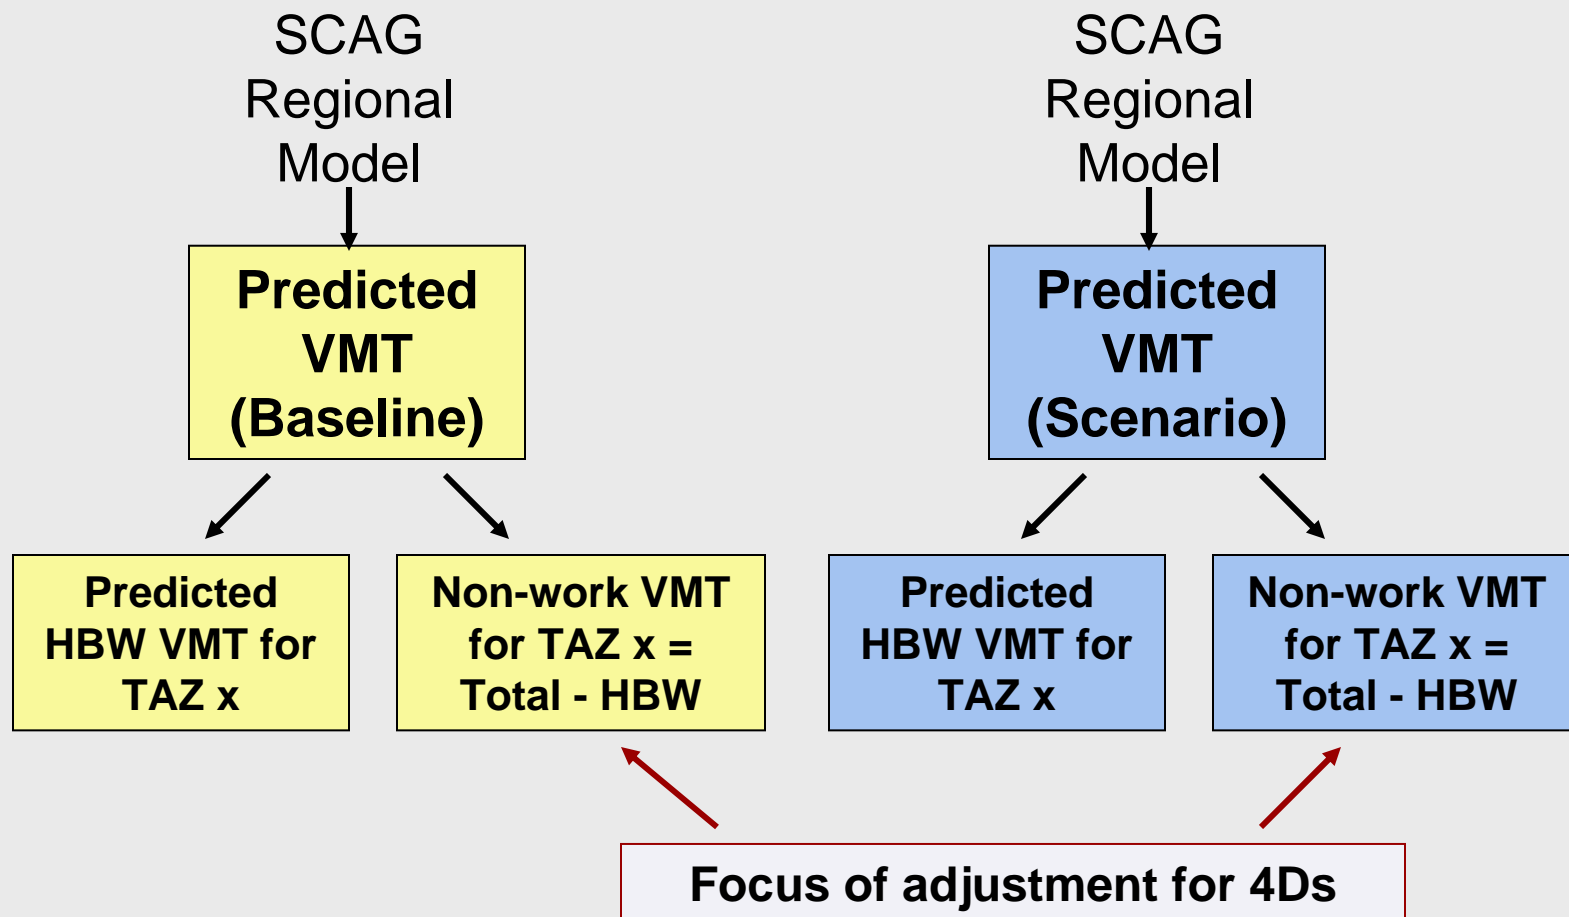 SCAG
Regional
Model
SCAG
Regional
Model
Predicted
VMT
(Baseline)
Predicted
VMT
(Scenario)
Predicted
HBW VMT for
TAZ x
Non-work VMT
for TAZ x =
Total - HBW
Predicted
HBW VMT for
TAZ x
Non-work VMT
for TAZ x =
Total - HBW
Focus of adjustment for 4Ds